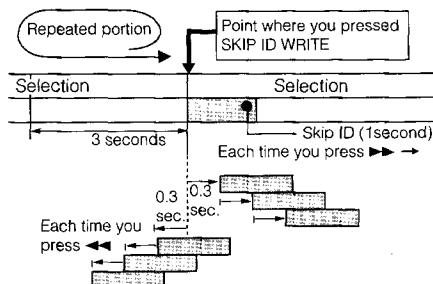 Repeated portion
Point where you pressed
SKIP ID WRITE
Selection
Selection
3 seconds
Skip ID (1second)
Each time you press ▶▶ →
0.3
sec.
0.3
sec.
Each time you
press ◀◀